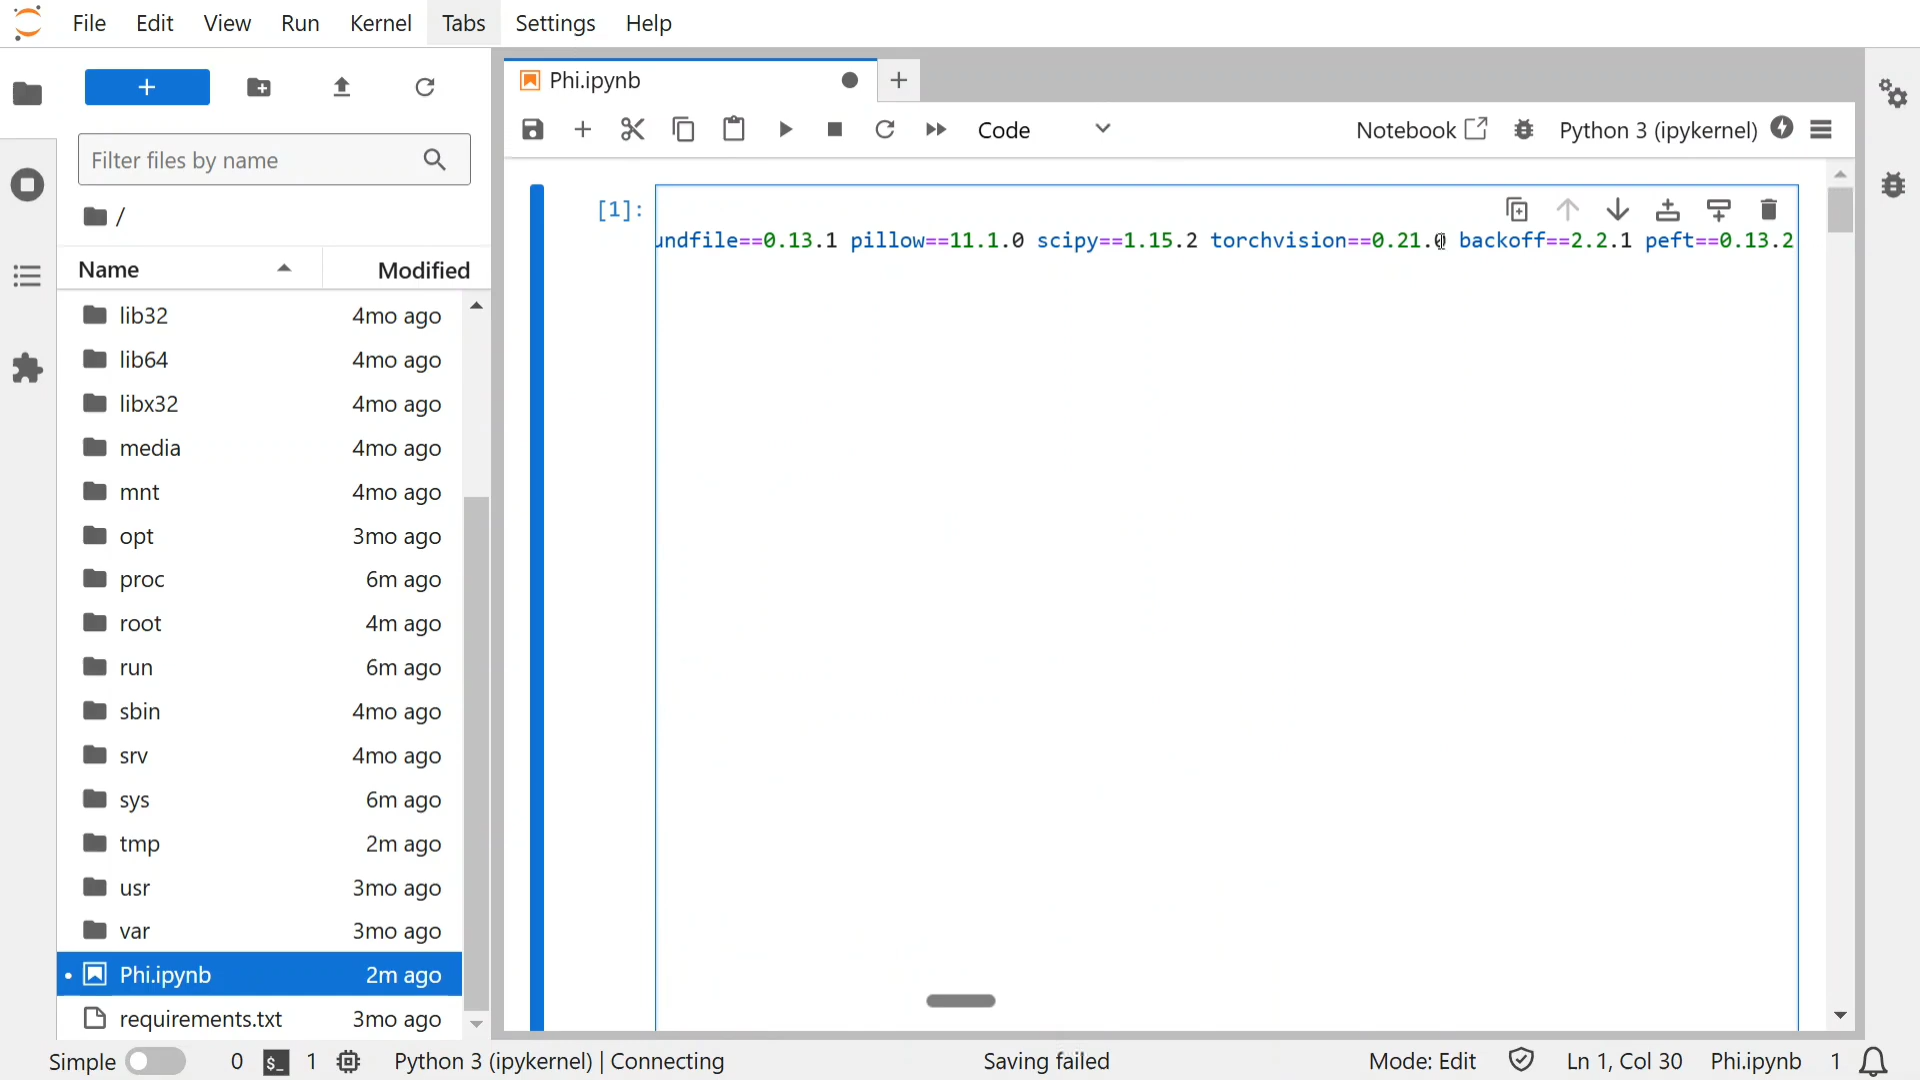 File Edit View Run Kernel Tabs Settings Help
+
Filter files by name
/
Name Modified
lib32 4mo ago
lib64 4mo ago
libx32 4mo ago
media 4mo ago
mnt 4mo ago
opt 3mo ago
proc 6m ago
root 4m ago
run 6m ago
sbin 4mo ago
srv 4mo ago
sys 6m ago
tmp 2m ago
usr 3mo ago
var 3mo ago
Phi.ipynb 2m ago
requirements.txt 3mo ago
Phi.ipynb
Code Notebook Python 3 (ipykernel)
[1]:
undfile==0.13.1 pillow==11.1.0 scipy==1.15.2 torchvision==0.21.0 backoff==2.2.1 peft==0.13.2
Simple 0 $_ 1 Python 3 (ipykernel) | Connecting Saving failed Mode: Edit Ln 1, Col 30 Phi.ipynb 1